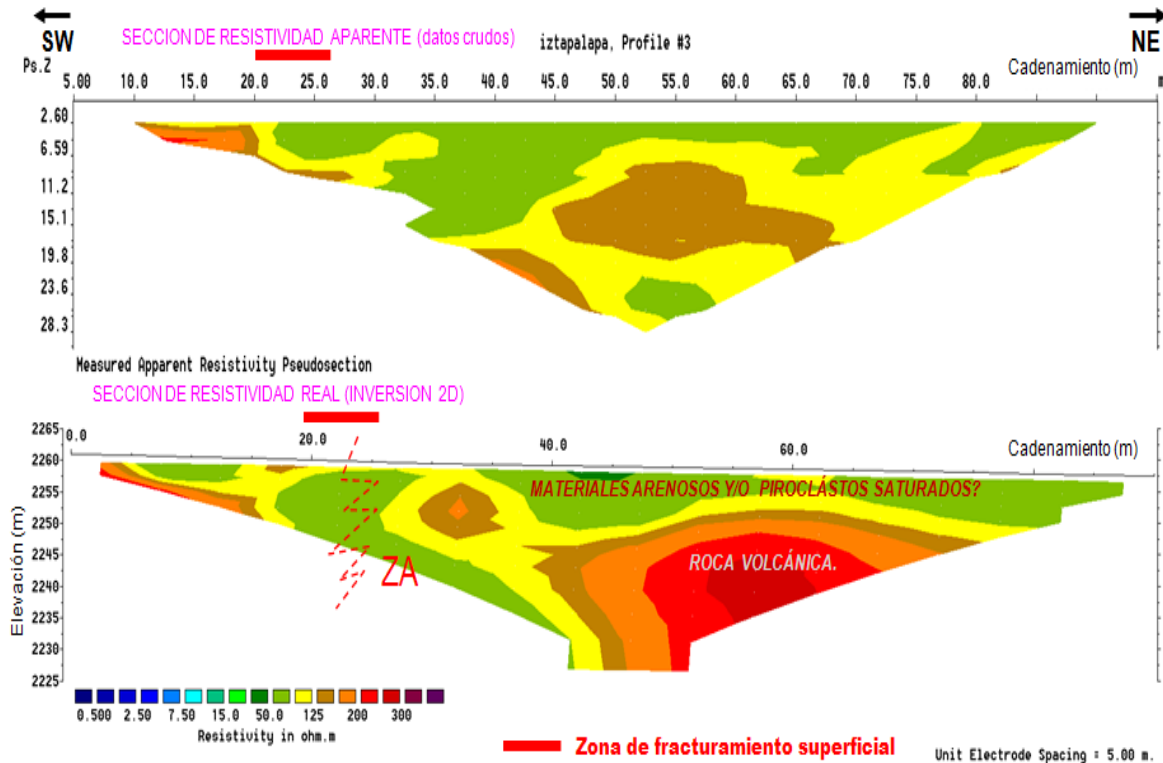 SW
SECCION DE RESISTIVIDAD APARENTE (datos crudos)
iztapalapa, Profile #3
NE
Ps.Z
5.00 10.0 15.0 20.0 25.0 30.0 35.0 40.0 45.0 50.0 55.0 60.0 65.0 70.0 75.0 80.0 Cadenamiento (m) m
2.60
6.59
11.2
15.1
19.8
23.6
28.3
Measured Apparent Resistivity Pseudosection
SECCION DE RESISTIVIDAD REAL (INVERSION 2D)
Elevación (m)
2265
2260
2255
2250
2245
2240
2235
2230
2225
0.0 20.0 40.0 60.0 Cadenamiento (m)
MATERIALES ARENOSOS Y/O PIROCLÁSTOS SATURADOS?
ZA
ROCA VOLCÁNICA.
0.500 2.50 7.50 15.0 50.0 125 200 300
Resistivity in ohm.m
Zona de fracturamiento superficial
Unit Electrode Spacing = 5.00 m.